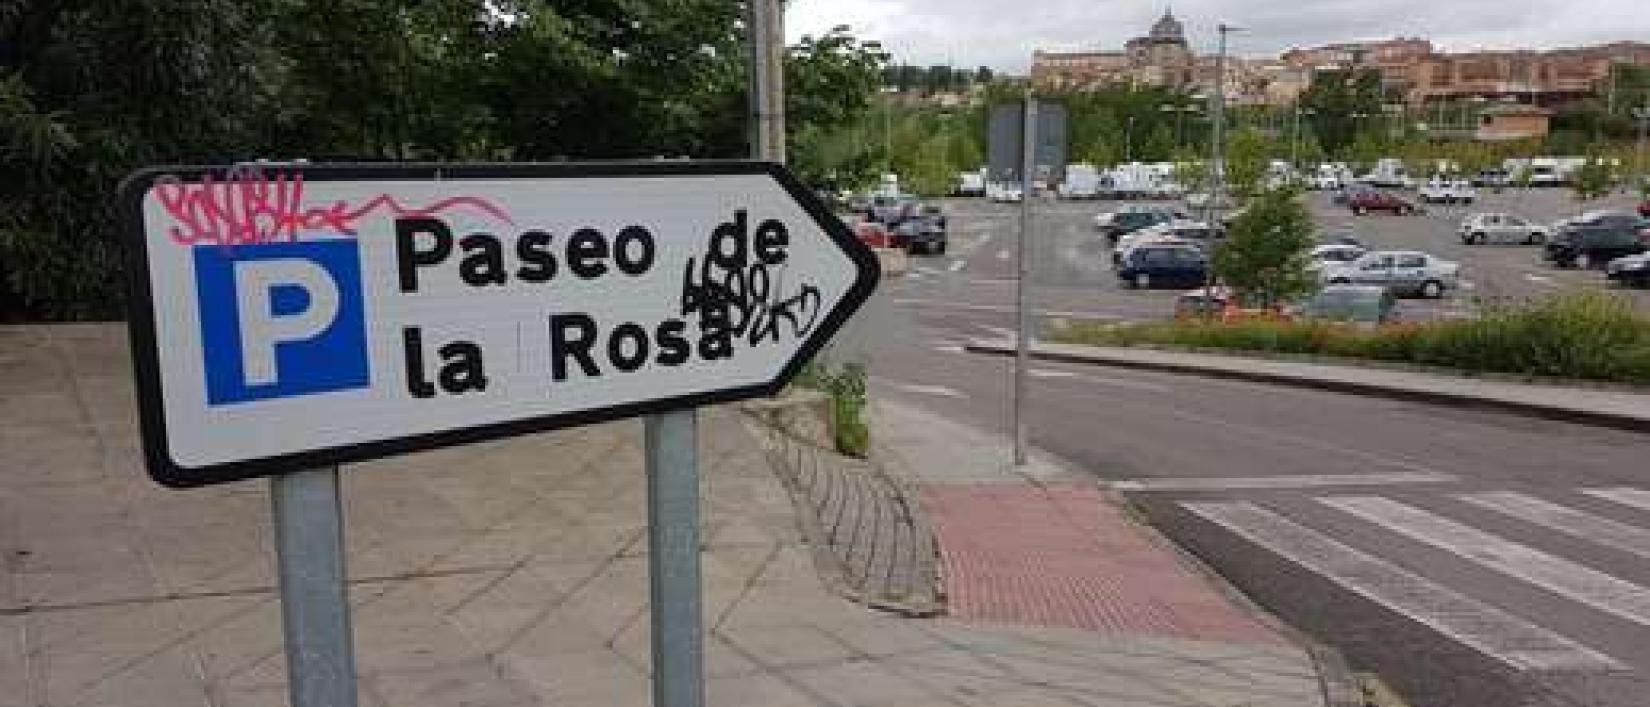 P
Paseo de
la Rosa